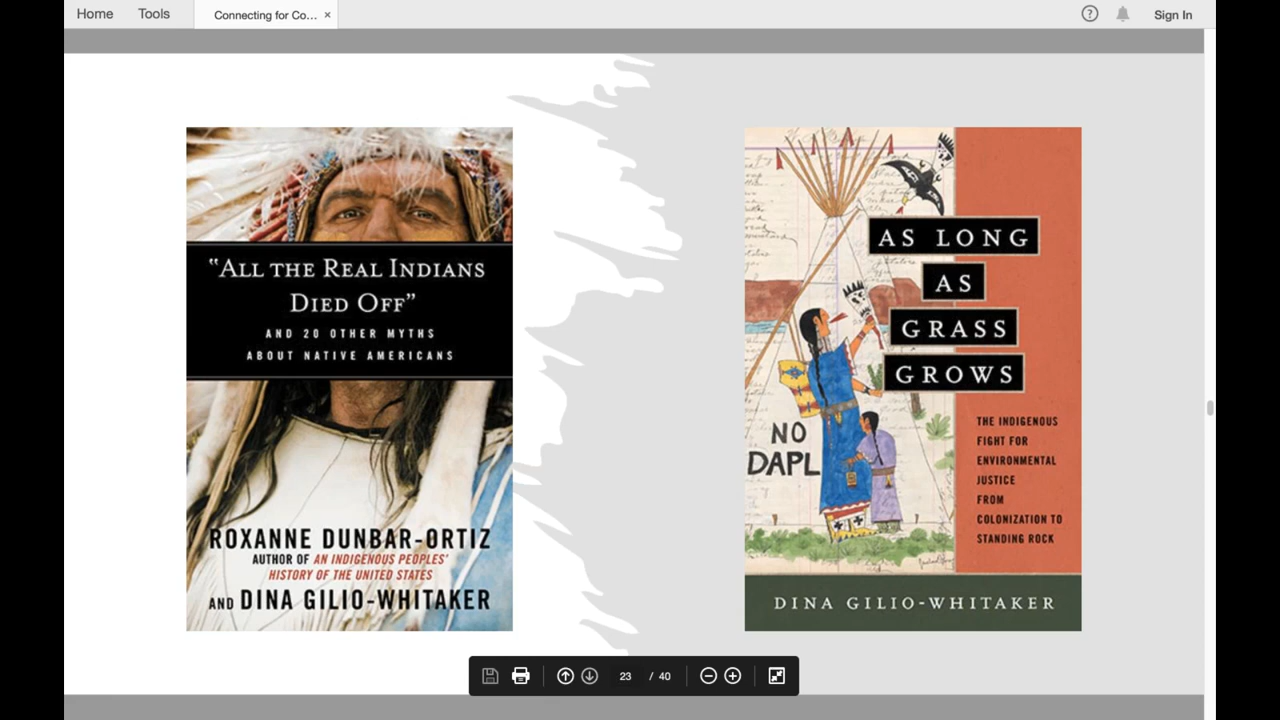 Home Tools Connecting for Co... × ? Sign In
“ALL THE REAL INDIANS
DIED OFF”
AND 20 OTHER MYTHS
ABOUT NATIVE AMERICANS
ROXANNE DUNBAR-ORTIZ
AUTHOR OF AN INDIGENOUS PEOPLES’
HISTORY OF THE UNITED STATES
AND DINA GILIO-WHITAKER
AS LONG
AS
GRASS
GROWS
NO
DAPL
THE INDIGENOUS
FIGHT FOR
ENVIRONMENTAL
JUSTICE
FROM
COLONIZATION TO
STANDING ROCK
DINA GILIO-WHITAKER
23 / 40